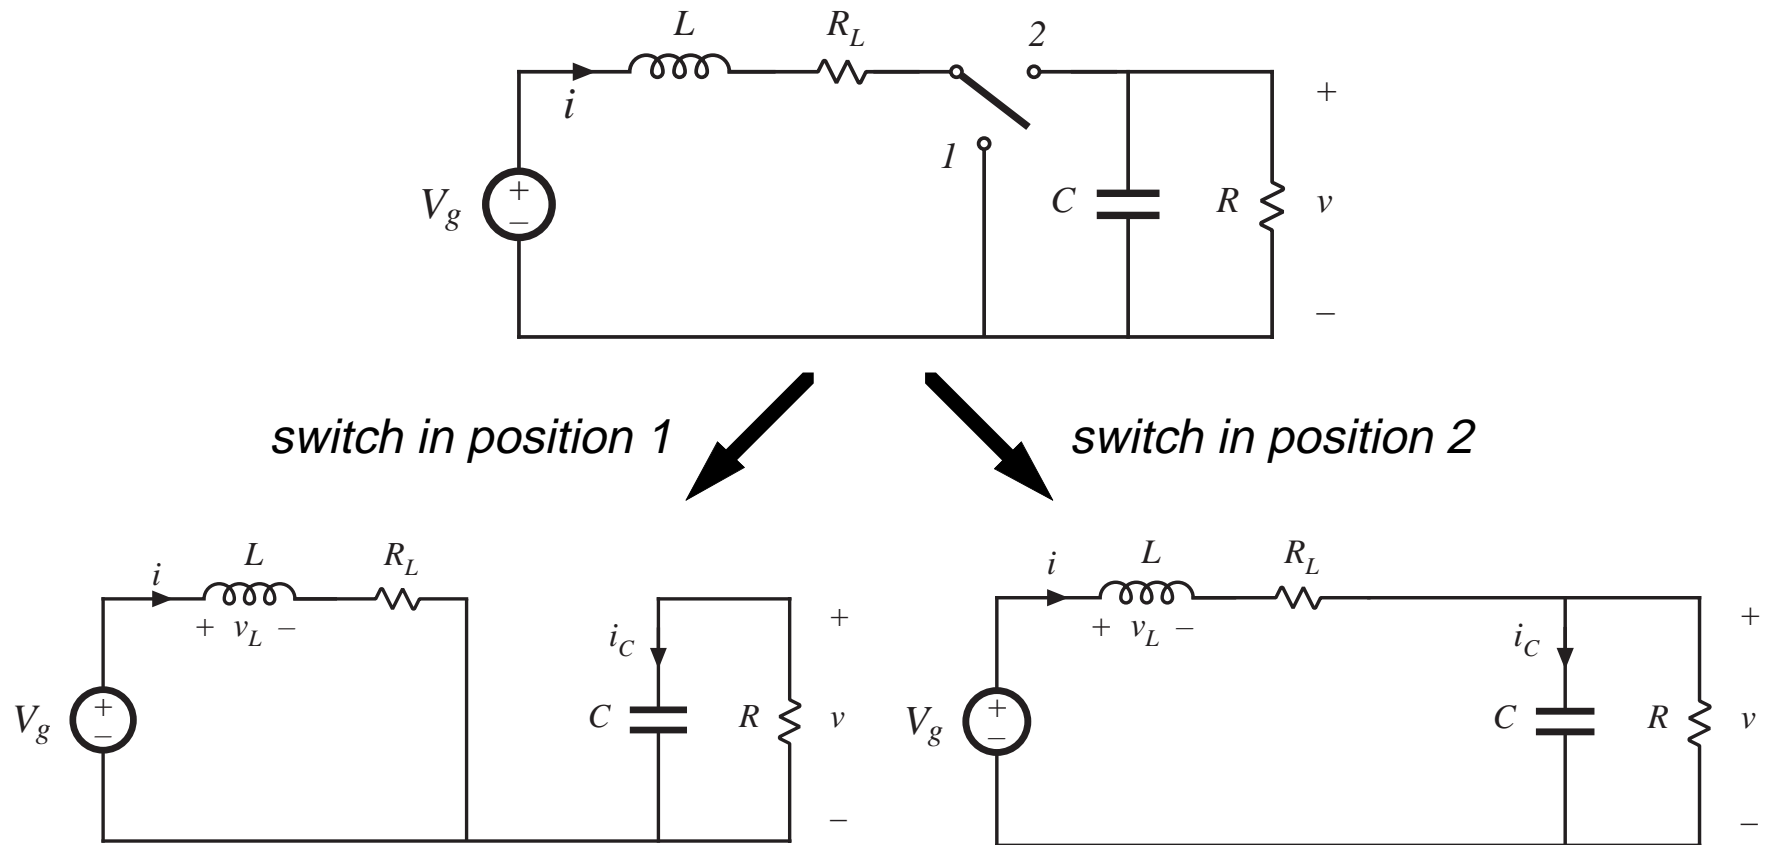 L
R_L
2
i
+
1
V_g
+
–
C
R
v
–
switch in position 1
switch in position 2
i
L
R_L
+ v_L –
i_C
+
V_g
+
–
C
R
v
–
i
L
R_L
+ v_L –
i_C
+
V_g
+
–
C
R
v
–